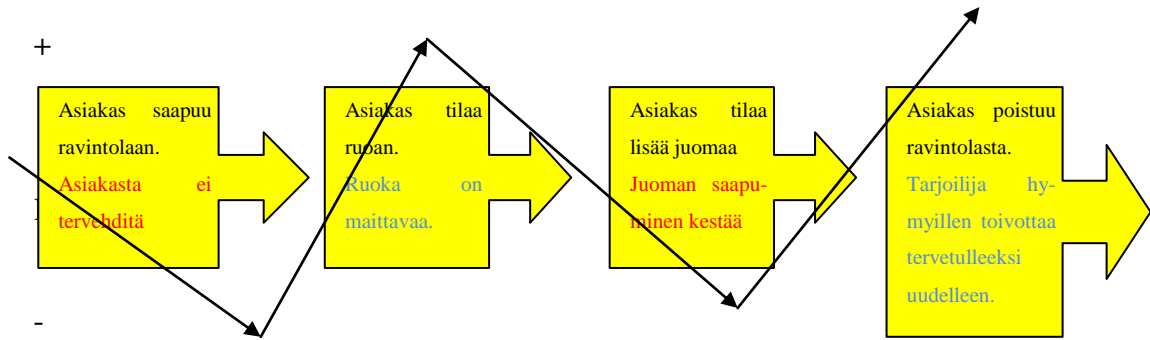 +
Asiakas saapuu
ravintolaan.
Asiakasta ei
tervehditä
Asiakas tilaa
ruoan.
Ruoka on
maittavaa.
Asiakas tilaa
lisää juomaa
Juoman saapu-
minen kestää
Asiakas poistuu
ravintolasta.
Tarjoilija hy-
myillen toivottaa
tervetulleeksi
uudelleen.
-